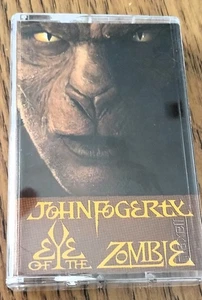 JOHN FOGERTY
EYE
OF THE ZOMBIE